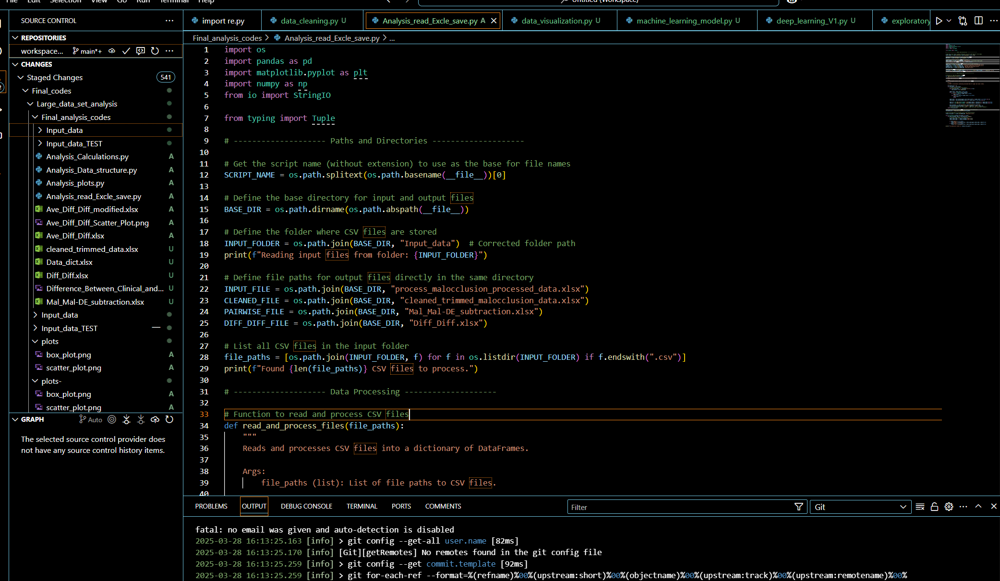 File Edit Selection View Go Run Terminal Help
Untitled (Workspace)
SOURCE CONTROL
REPOSITORIES
workspace... main*+
CHANGES
Staged Changes 541
Final_codes
Large_data_set_analysis
Final_analysis_codes
Input_data
Input_data_TEST
Analysis_Calculations.py A
Analysis_Data_structure.py A
Analysis_plots.py A
Analysis_read_Excle_save.py A
Ave_Diff_Diff_modified.xlsx A
Ave_Diff_Diff_Scatter_Plot.png A
Ave_Diff_Diff.xlsx A
cleaned_trimmed_data.xlsx U
Data_dict.xlsx U
Diff_Diff.xlsx U
Difference_Between_Clinical_and... U
Mal_Mal-DE_subtraction.xlsx U
Input_data
Input_data_TEST
plots
box_plot.png A
scatter_plot.png A
plots-
box_plot.png A
scatter_plot.png A
GRAPH Auto
The selected source control provider does
not have any source control history items.
import re.py data_cleaning.py U Analysis_read_Excle_save.py A data_visualization.py U machine_learning_model.py U deep_learning_V1.py U exploratory
Final_analysis_codes > Analysis_read_Excle_save.py > ...
1 import os
2 import pandas as pd
3 import matplotlib.pyplot as plt
4 import numpy as np
5 from io import StringIO
6
7 from typing import Tuple
8
9 # -------------------- Paths and Directories --------------------
10
11 # Get the script name (without extension) to use as the base for file names
12 SCRIPT_NAME = os.path.splitext(os.path.basename(__file__))[0]
13
14 # Define the base directory for input and output files
15 BASE_DIR = os.path.dirname(os.path.abspath(__file__))
16
17 # Define the folder where CSV files are stored
18 INPUT_FOLDER = os.path.join(BASE_DIR, "Input_data")  # Corrected folder path
19 print(f"Reading input files from folder: {INPUT_FOLDER}")
20
21 # Define file paths for output files directly in the same directory
22 INPUT_FILE = os.path.join(BASE_DIR, "process_malocclusion_processed_data.xlsx")
23 CLEANED_FILE = os.path.join(BASE_DIR, "cleaned_trimmed_malocclusion_data.xlsx")
24 PAIRWISE_FILE = os.path.join(BASE_DIR, "Mal_Mal-DE_subtraction.xlsx")
25 DIFF_DIFF_FILE = os.path.join(BASE_DIR, "Diff_Diff.xlsx")
26
27 # List all CSV files in the input folder
28 file_paths = [os.path.join(INPUT_FOLDER, f) for f in os.listdir(INPUT_FOLDER) if f.endswith(".csv")]
29 print(f"Found {len(file_paths)} CSV files to process.")
30
31 # -------------------- Data Processing --------------------
32
33 # Function to read and process CSV files
34 def read_and_process_files(file_paths):
35 """
36 Reads and processes CSV files into a dictionary of DataFrames.
37
38 Args:
39 file_paths (list): List of file paths to CSV files.
40
PROBLEMS OUTPUT DEBUG CONSOLE TERMINAL PORTS COMMENTS Filter Git
fatal: no email was given and auto-detection is disabled
2025-03-28 16:13:25.163 [info] > git config --get-all user.name [82ms]
2025-03-28 16:13:25.170 [info] [Git][getRemotes] No remotes found in the git config file
2025-03-28 16:13:25.259 [info] > git config --get commit.template [92ms]
2025-03-28 16:13:25.259 [info] > git for-each-ref --format=%(refname)%00%(upstream:short)%00%(objectname)%00%(upstream:track)%00%(upstream:remotename)%00%